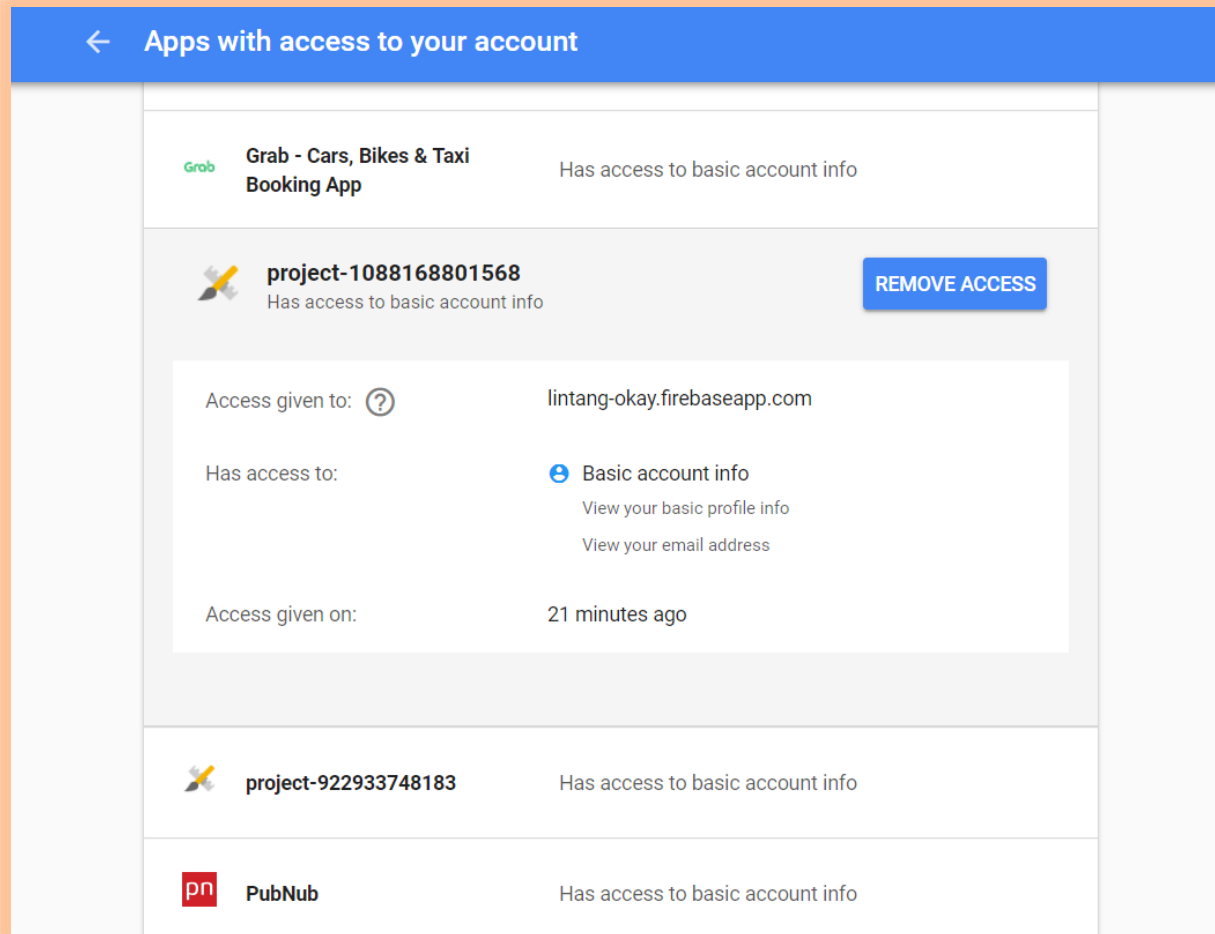 Apps with access to your account
Grab
Grab - Cars, Bikes & Taxi
Booking App
Has access to basic account info
project-1088168801568
Has access to basic account info
REMOVE ACCESS
Access given to: ?
lintang-okay.firebaseapp.com
Has access to:
Basic account info
View your basic profile info
View your email address
Access given on:
21 minutes ago
project-922933748183
Has access to basic account info
pn
PubNub
Has access to basic account info